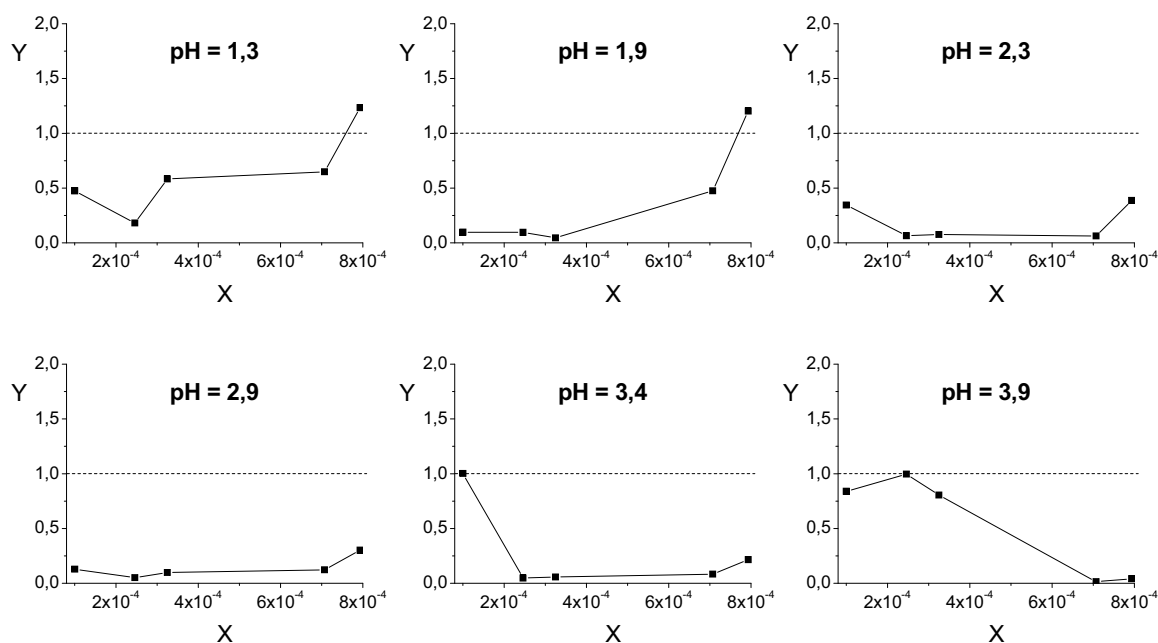 2,0
Y
pH = 1,3
1,5
1,0
0,5
0,0
2x10⁻⁴ 4x10⁻⁴ 6x10⁻⁴ 8x10⁻⁴
X
2,0
Y
pH = 1,9
1,5
1,0
0,5
0,0
2x10⁻⁴ 4x10⁻⁴ 6x10⁻⁴ 8x10⁻⁴
X
2,0
Y
pH = 2,3
1,5
1,0
0,5
0,0
2x10⁻⁴ 4x10⁻⁴ 6x10⁻⁴ 8x10⁻⁴
X
2,0
Y
pH = 2,9
1,5
1,0
0,5
0,0
2x10⁻⁴ 4x10⁻⁴ 6x10⁻⁴ 8x10⁻⁴
X
2,0
Y
pH = 3,4
1,5
1,0
0,5
0,0
2x10⁻⁴ 4x10⁻⁴ 6x10⁻⁴ 8x10⁻⁴
X
2,0
Y
pH = 3,9
1,5
1,0
0,5
0,0
2x10⁻⁴ 4x10⁻⁴ 6x10⁻⁴ 8x10⁻⁴
X